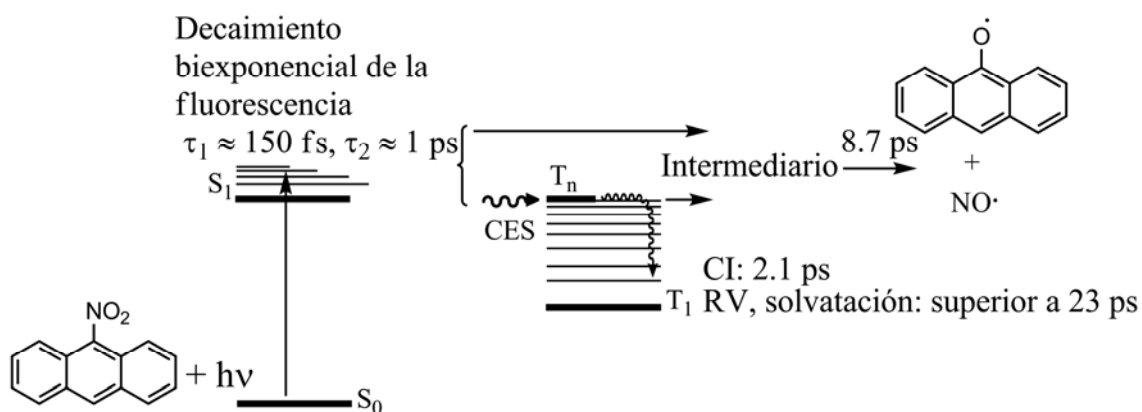 Decaimiento
biexponencial de la
fluorescencia
τ₁ ≈ 150 fs, τ₂ ≈ 1 ps
S₁
CES
Tₙ
Intermediario
8.7 ps
O·
+
NO·
CI: 2.1 ps
T₁ RV, solvatación: superior a 23 ps
NO₂
+ hν
S₀